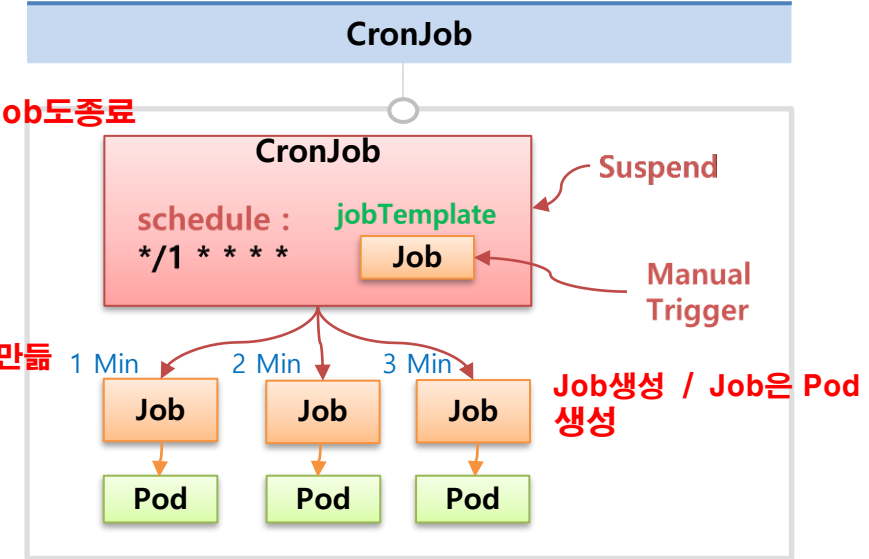 CronJob
ob도종료
CronJob
Suspend
schedule :
jobTemplate
*/1 * * * *
Job
Manual
Trigger
만듦
1 Min
2 Min
3 Min
Job생성 / Job은 Pod
생성
Job
Job
Job
Pod
Pod
Pod